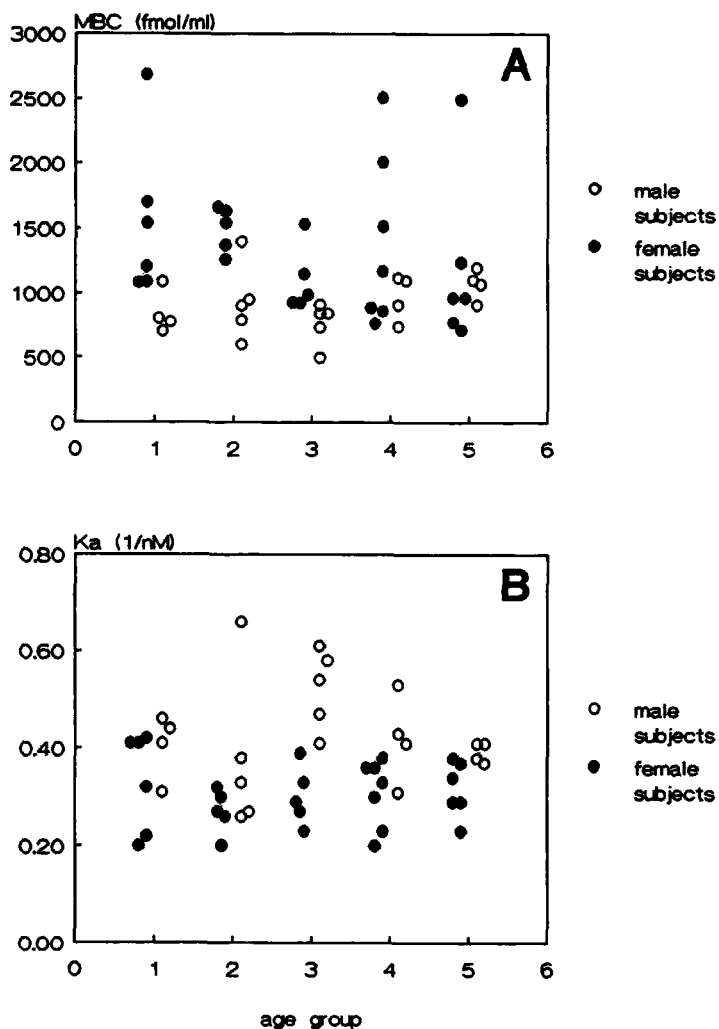 MBC (fmol/ml)
3000
A
2500
2000
1500
1000
500
0
0 1 2 3 4 5 6
male
subjects
female
subjects
Ka (1/nM)
0.80
B
0.60
0.40
0.20
0.00
0 1 2 3 4 5 6
male
subjects
female
subjects
age group